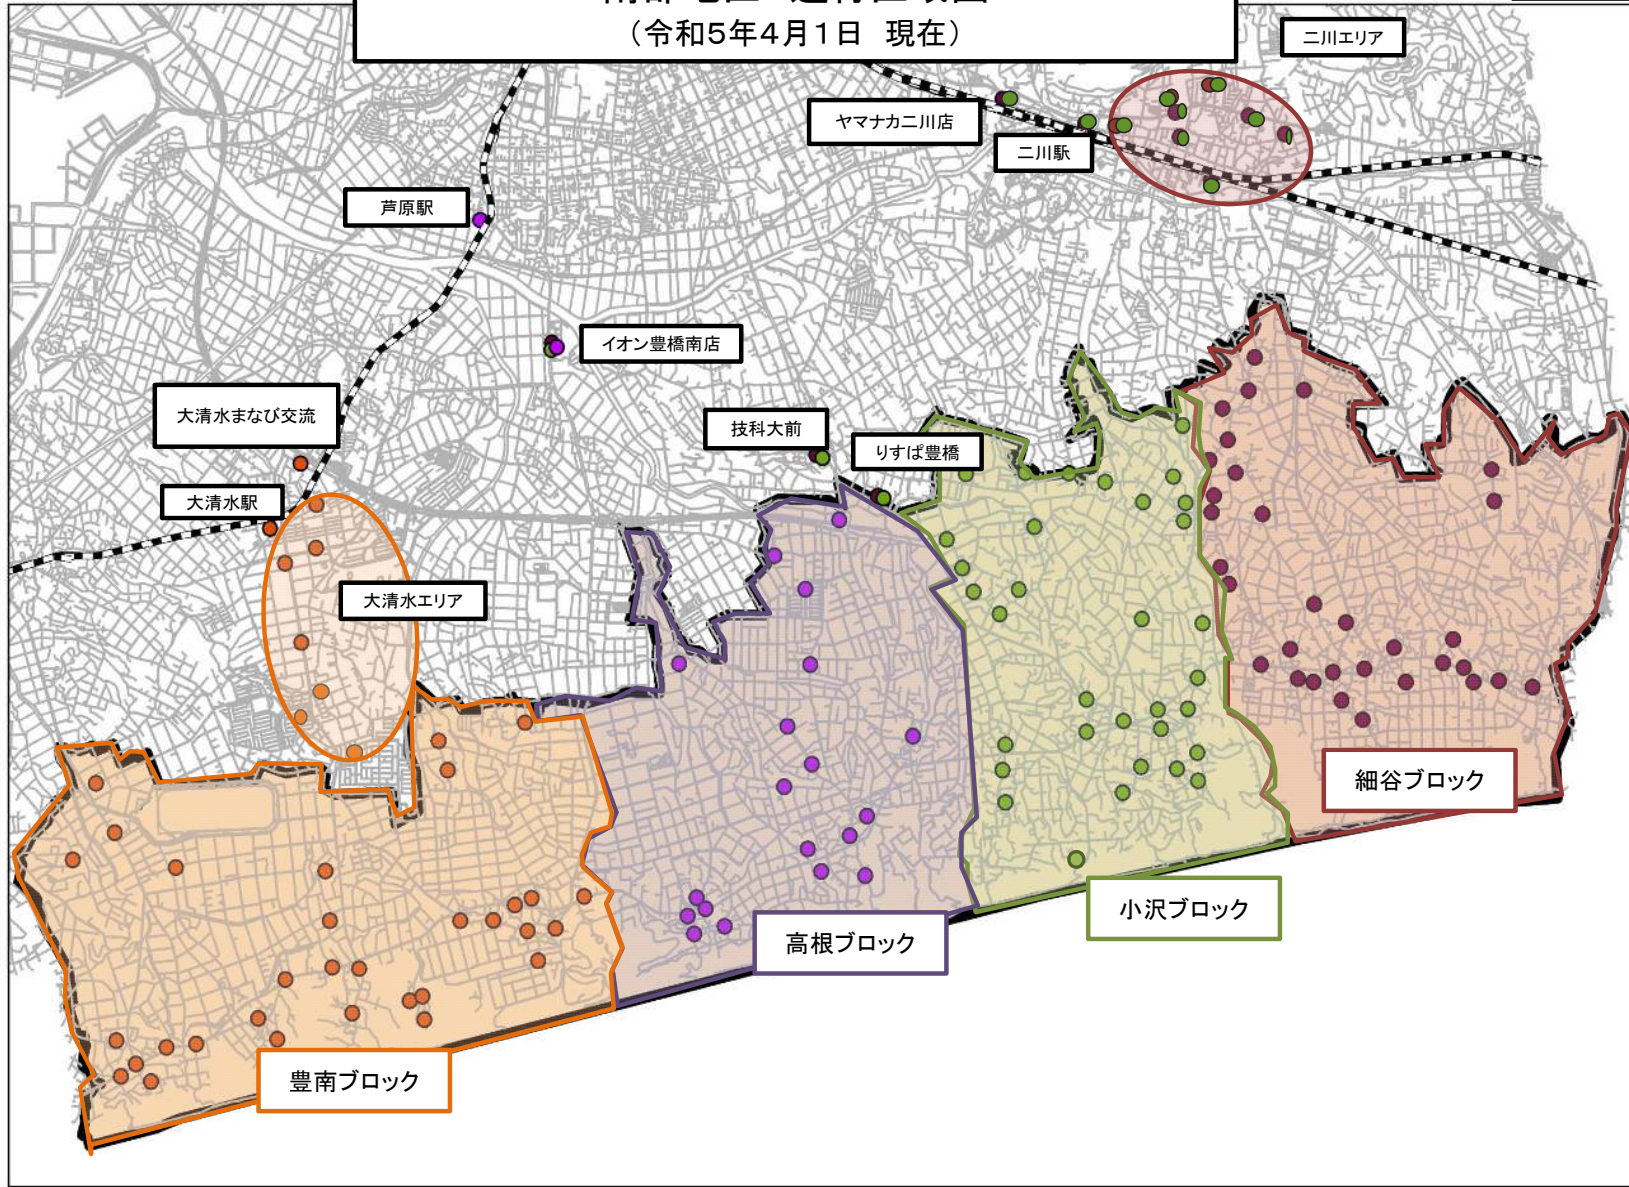 (令和5年4月1日 現在)
二川エリア
ヤマナカ二川店
二川駅
芦原駅
イオン豊橋南店
大清水まなび交流
技科大前
りすぱ豊橋
大清水駅
大清水エリア
細谷ブロック
小沢ブロック
高根ブロック
豊南ブロック